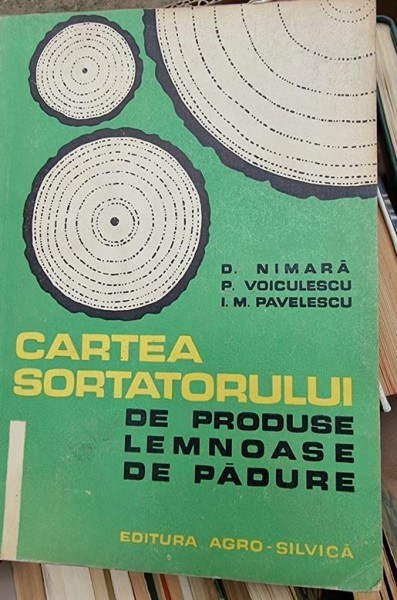 D. NIMARĂ
P. VOICULESCU
I. M. PAVELESCU
CARTEA
SORTATORULUI
DE PRODUSE
LEMNOASE
DE PĂDURE
EDITURA AGRO-SILVICĂ